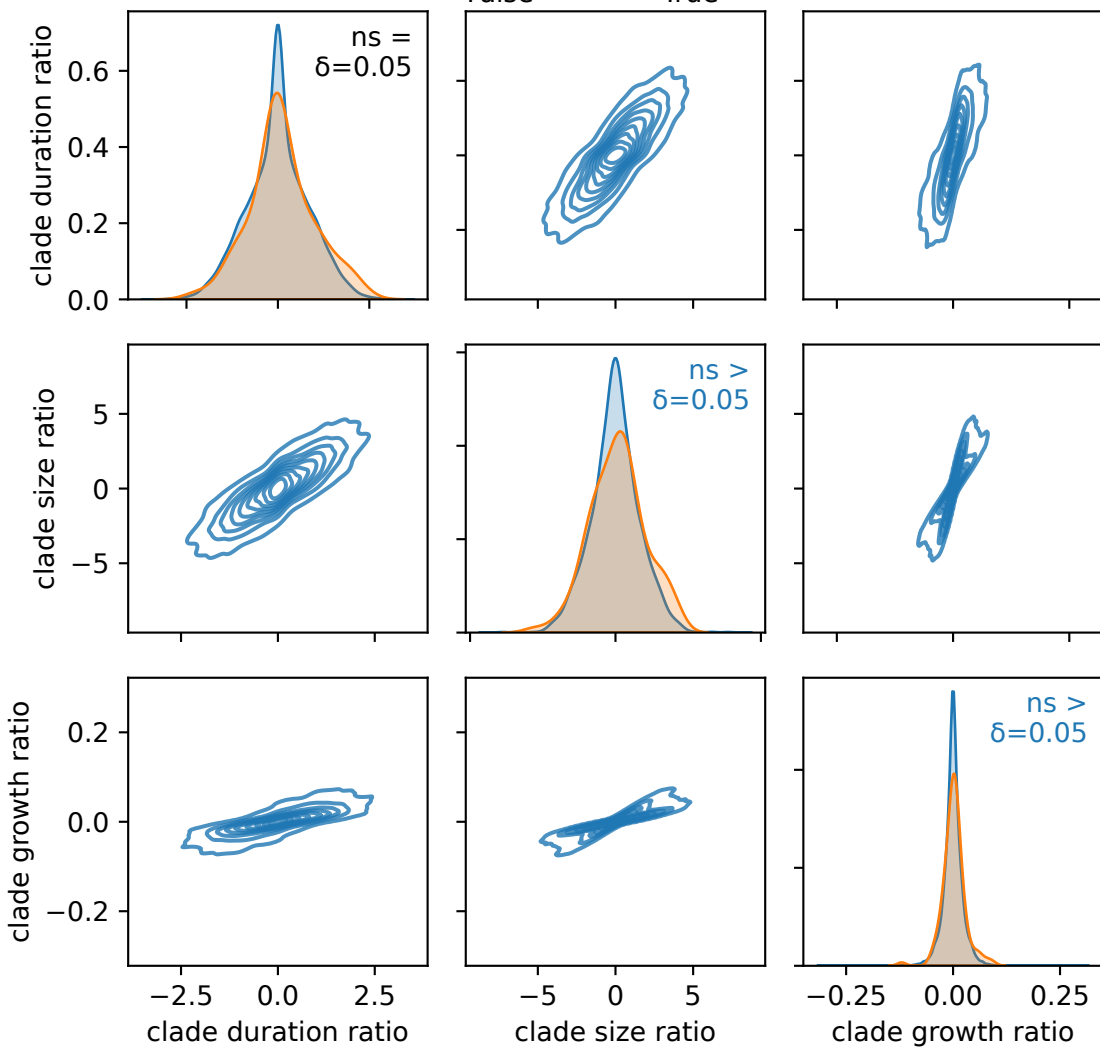 True
clade duration ratio
0.6
0.4
0.2
0.0
ns =
δ=0.05
clade size ratio
5
0
−5
ns >
δ=0.05
clade growth ratio
0.2
0.0
−0.2
ns >
δ=0.05
−2.5
0.0
2.5
−5
0
5
−0.25
0.00
0.25
clade duration ratio
clade size ratio
clade growth ratio